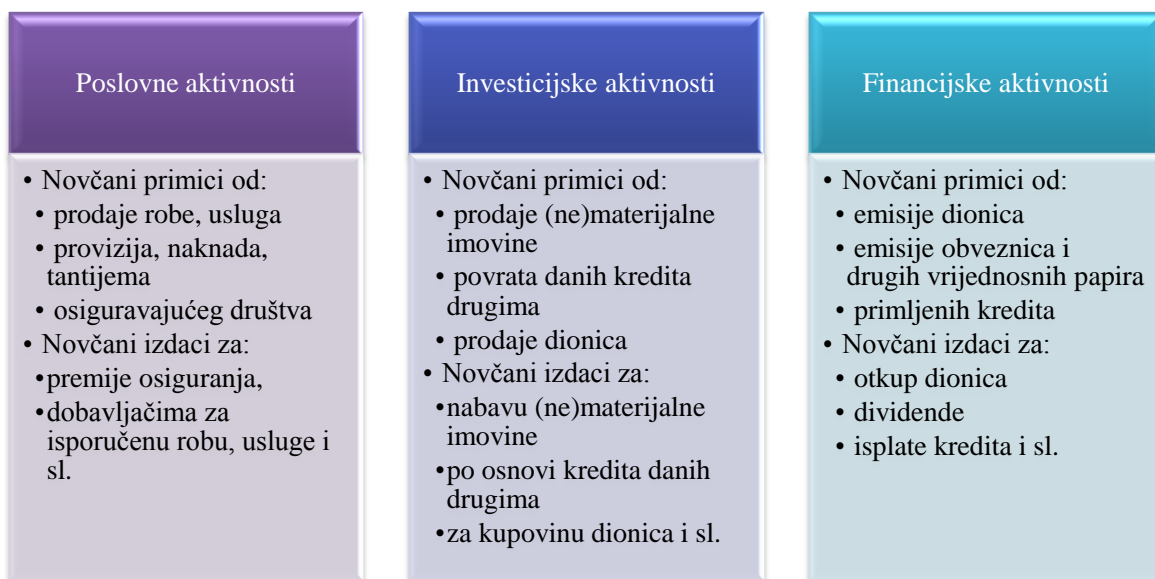 Poslovne aktivnosti
• Novčani primici od:
• prodaje robe, usluga
• provizija, naknada,
tantijema
• osiguravajućeg društva
• Novčani izdaci za:
•premije osiguranja,
•dobavljačima za
isporučenu robu, usluge i
sl.
Investicijske aktivnosti
• Novčani primici od:
• prodaje (ne)materijalne
imovine
• povrata danih kredita
drugima
• prodaje dionica
• Novčani izdaci za:
•nabavu (ne)materijalne
imovine
•po osnovi kredita danih
drugima
•za kupovinu dionica i sl.
Financijske aktivnosti
• Novčani primici od:
• emisije dionica
• emisije obveznica i
drugih vrijednosnih papira
• primljenih kredita
• Novčani izdaci za:
• otkup dionica
• dividende
• isplate kredita i sl.